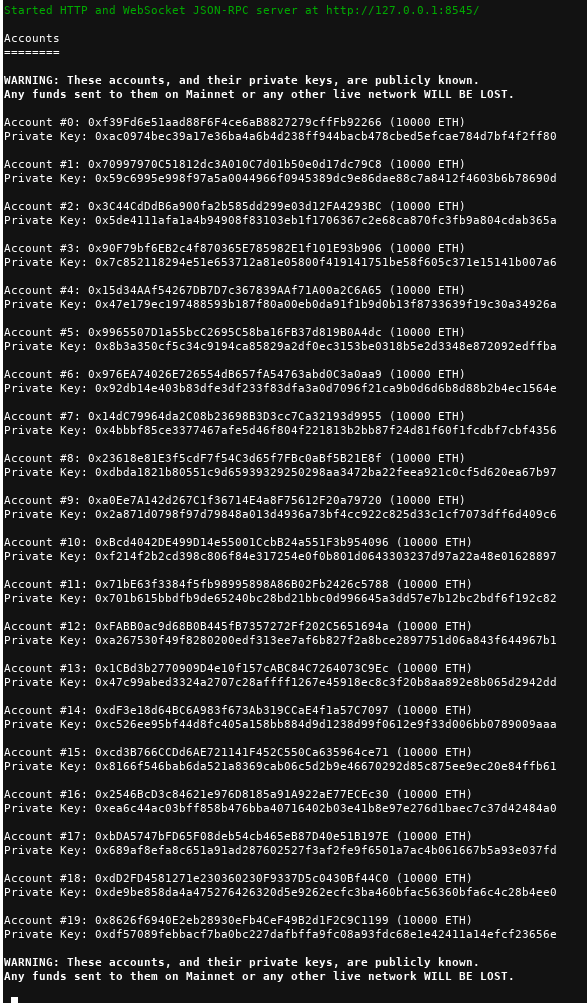 Started HTTP and WebSocket JSON-RPC server at http://127.0.0.1:8545/
Accounts
========
WARNING: These accounts, and their private keys, are publicly known.
Any funds sent to them on Mainnet or any other live network WILL BE LOST.
Account #0: 0xf39Fd6e51aad88F6F4ce6aB8827279cffFb92266 (10000 ETH)
Private Key: 0xac0974bec39a17e36ba4a6b4d238ff944bacb478cbed5efcae784d7bf4f2ff80
Account #1: 0x70997970C51812dc3A010C7d01b50e0d17dc79C8 (10000 ETH)
Private Key: 0x59c6995e998f97a5a0044966f0945389dc9e86dae88c7a8412f4603b6b78690d
Account #2: 0x3C44CdDdB6a900fa2b585dd299e03d12FA4293BC (10000 ETH)
Private Key: 0x5de4111afa1a4b94908f83103eb1f1706367c2e68ca870fc3fb9a804cdab365a
Account #3: 0x90F79bf6EB2c4f870365E785982E1f101E93b906 (10000 ETH)
Private Key: 0x7c852118294e51e653712a81e05800f419141751be58f605c371e15141b007a6
Account #4: 0x15d34AAf54267DB7D7c367839AAf71A00a2C6A65 (10000 ETH)
Private Key: 0x47e179ec197488593b187f80a00eb0da91f1b9d0b13f8733639f19c30a34926a
Account #5: 0x9965507D1a55bcC2695C58ba16FB37d819B0A4dc (10000 ETH)
Private Key: 0x8b3a350cf5c34c9194ca85829a2df0ec3153be0318b5e2d3348e872092edffba
Account #6: 0x976EA74026E726554dB657fA54763abd0C3a0aa9 (10000 ETH)
Private Key: 0x92db14e403b83dfe3df233f83dfa3a0d7096f21ca9b0d6d6b8d88b2b4ec1564e
Account #7: 0x14dC79964da2C08b23698B3D3cc7Ca32193d9955 (10000 ETH)
Private Key: 0x4bbbf85ce3377467afe5d46f804f221813b2bb87f24d81f60f1fcdbf7cbf4356
Account #8: 0x23618e81E3f5cdF7f54C3d65f7FBc0aBf5B21E8f (10000 ETH)
Private Key: 0xdbda1821b80551c9d65939329250298aa3472ba22feea921c0cf5d620ea67b97
Account #9: 0xa0Ee7A142d267C1f36714E4a8F75612F20a79720 (10000 ETH)
Private Key: 0x2a871d0798f97d79848a013d4936a73bf4cc922c825d33c1cf7073dff6d409c6
Account #10: 0xBcd4042DE499D14e55001CcbB24a551F3b954096 (10000 ETH)
Private Key: 0xf214f2b2cd398c806f84e317254e0f0b801d0643303237d97a22a48e01628897
Account #11: 0x71bE63f3384f5fb98995898A86B02Fb2426c5788 (10000 ETH)
Private Key: 0x701b615bbdfb9de65240bc28bd21bbc0d996645a3dd57e7b12bc2bdf6f192c82
Account #12: 0xFABB0ac9d68B0B445fB7357272Ff202C5651694a (10000 ETH)
Private Key: 0xa267530f49f8280200edf313ee7af6b827f2a8bce2897751d06a843f644967b1
Account #13: 0x1CBd3b2770909D4e10f157cABC84C7264073C9Ec (10000 ETH)
Private Key: 0x47c99abed3324a2707c28affff1267e45918ec8c3f20b8aa892e8b065d2942dd
Account #14: 0xdF3e18d64BC6A983f673Ab319CCaE4f1a57C7097 (10000 ETH)
Private Key: 0xc526ee95bf44d8fc405a158bb884d9d1238d99f0612e9f33d006bb0789009aaa
Account #15: 0xcd3B766CCDd6AE721141F452C550Ca635964ce71 (10000 ETH)
Private Key: 0x8166f546bab6da521a8369cab06c5d2b9e46670292d85c875ee9ec20e84ffb61
Account #16: 0x2546BcD3c84621e976D8185a91A922aE77ECEc30 (10000 ETH)
Private Key: 0xea6c44ac03bff858b476bba40716402b03e41b8e97e276d1baec7c37d42484a0
Account #17: 0xbDA5747bFD65F08deb54cb465eB87D40e51B197E (10000 ETH)
Private Key: 0x689af8efa8c651a91ad287602527f3af2fe9f6501a7ac4b061667b5a93e037fd
Account #18: 0xdD2FD4581271e230360230F9337D5c0430Bf44C0 (10000 ETH)
Private Key: 0xde9be858da4a475276426320d5e9262ecfc3ba460bfac56360bfa6c4c28b4ee0
Account #19: 0x8626f6940E2eb28930eFb4CeF49B2d1F2C9C1199 (10000 ETH)
Private Key: 0xdf57089febbacf7ba0bc227dafbffa9fc08a93fdc68e1e42411a14efcf23656e
WARNING: These accounts, and their private keys, are publicly known.
Any funds sent to them on Mainnet or any other live network WILL BE LOST.